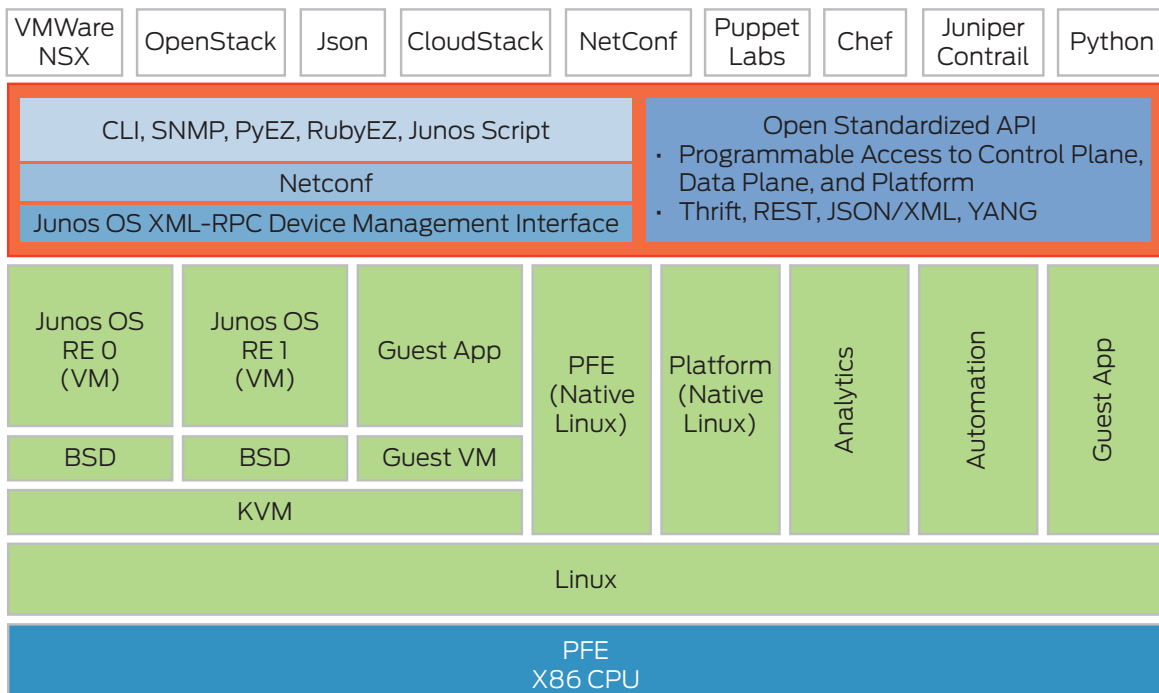 VMWare
NSX
OpenStack
Json
CloudStack
NetConf
Puppet
Labs
Chef
Juniper
Contrail
Python
CLI, SNMP, PyEZ, RubyEZ, Junos Script
Netconf
Junos OS XML-RPC Device Management Interface
Open Standardized API
• Programmable Access to Control Plane,
Data Plane, and Platform
• Thrift, REST, JSON/XML, YANG
Junos OS
RE 0
(VM)
Junos OS
RE 1
(VM)
Guest App
BSD
BSD
Guest VM
KVM
PFE
(Native
Linux)
Platform
(Native
Linux)
Analytics
Automation
Guest App
Linux
PFE
X86 CPU